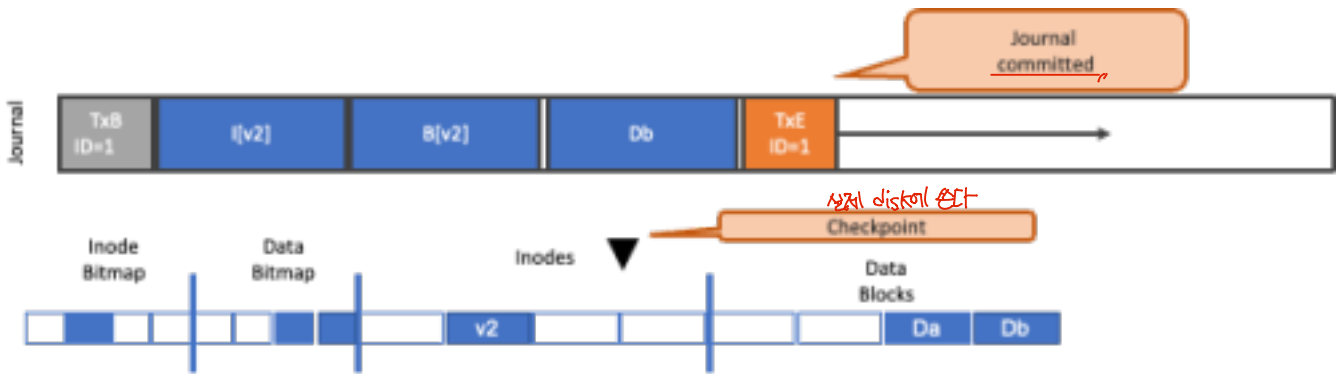 Journal
committed
Journal
TxB
ID=1
I[v2]
B[v2]
Db
TxE
ID=1
실제 disk에 쓴다
Checkpoint
Inode
Bitmap
Data
Bitmap
Inodes
Data
Blocks
v2
Da
Db